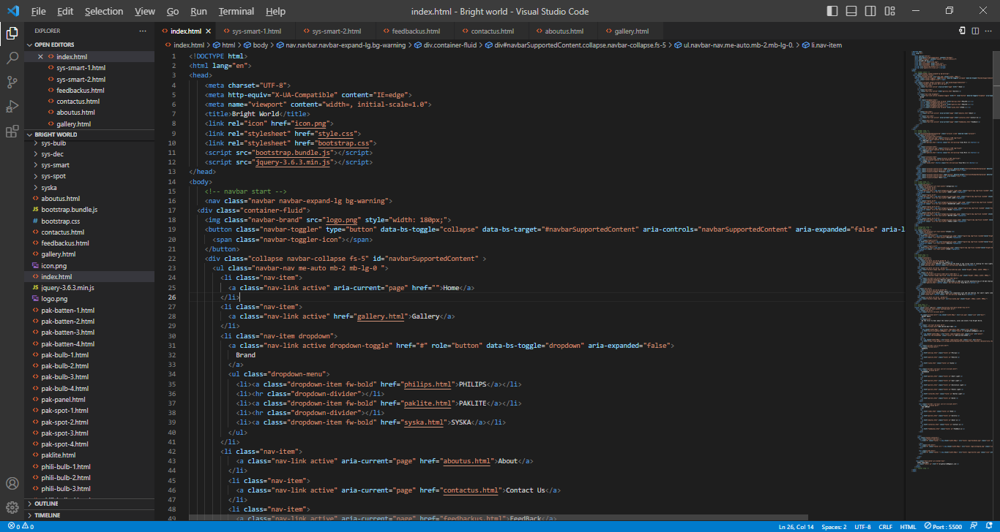 File Edit Selection View Go Run Terminal Help index.html - Bright world - Visual Studio Code
EXPLORER
OPEN EDITORS
index.html
sys-smart-1.html
sys-smart-2.html
feedbackus.html
contactus.html
aboutus.html
gallery.html
BRIGHT WORLD
sys-bulb
sys-dec
sys-smart
sys-spot
syska
aboutus.html
JS bootstrap.bundle.js
# bootstrap.css
contactus.html
feedbackus.html
gallery.html
icon.png
index.html
JS jquery-3.6.3.min.js
logo.png
pak-batten-1.html
pak-batten-2.html
pak-batten-3.html
pak-batten-4.html
pak-bulb-1.html
pak-bulb-2.html
pak-bulb-3.html
pak-bulb-4.html
pak-panel.html
pak-spot-1.html
pak-spot-2.html
pak-spot-3.html
pak-spot-4.html
paklite.html
phili-bulb-1.html
phili-bulb-2.html
phili-bulb-3.html
OUTLINE
TIMELINE
index.html sys-smart-1.html sys-smart-2.html feedbackus.html contactus.html aboutus.html gallery.html
index.html > html > body > nav.navbar.navbar-expand-lg.bg-warning > div.container-fluid > div#navbarSupportedContent.collapse.navbar-collapse.fs-5 > ul.navbar-nav.me-auto.mb-2.mb-lg-0. > li.nav-item
1 <!DOCTYPE html>
2 <html lang="en">
3 <head>
4 <meta charset="UTF-8">
5 <meta http-equiv="X-UA-Compatible" content="IE=edge">
6 <meta name="viewport" content="width=, initial-scale=1.0">
7 <title>Bright World</title>
8 <link rel="icon" href="icon.png">
9 <link rel="stylesheet" href="style.css">
10 <link rel="stylesheet" href="bootstrap.css">
11 <script src="bootstrap.bundle.js"></script>
12 <script src="jquery-3.6.3.min.js"></script>
13 </head>
14 <body>
15 <!-- navbar start -->
16 <nav class="navbar navbar-expand-lg bg-warning">
17 <div class="container-fluid">
18 <img class="navbar-brand" src="logo.png" style="width: 180px;">
19 <button class="navbar-toggler" type="button" data-bs-toggle="collapse" data-bs-target="#navbarSupportedContent" aria-controls="navbarSupportedContent" aria-expanded="false" aria-l
20 <span class="navbar-toggler-icon"></span>
21 </button>
22 <div class="collapse navbar-collapse fs-5" id="navbarSupportedContent" >
23 <ul class="navbar-nav me-auto mb-2 mb-lg-0 ">
24 <li class="nav-item">
25 <a class="nav-link active" aria-current="page" href="">Home</a>
26 </li>
27 <li class="nav-item">
28 <a class="nav-link active" href="gallery.html">Gallery</a>
29 </li>
30 <li class="nav-item dropdown">
31 <a class="nav-link active dropdown-toggle" href="#" role="button" data-bs-toggle="dropdown" aria-expanded="false">
32 Brand
33 </a>
34 <ul class="dropdown-menu">
35 <li><a class="dropdown-item fw-bold" href="philips.html">PHILIPS</a></li>
36 <li><hr class="dropdown-divider"></li>
37 <li><a class="dropdown-item fw-bold" href="paklite.html">PAKLITE</a></li>
38 <li><hr class="dropdown-divider"></li>
39 <li><a class="dropdown-item fw-bold" href="syska.html">SYSKA</a></li>
40 </ul>
41 </li>
42 <li class="nav-item">
43 <a class="nav-link active" aria-current="page" href="aboutus.html">About</a>
44 </li>
45 <li class="nav-item">
46 <a class="nav-link active" aria-current="page" href="contactus.html">Contact Us</a>
47 </li>
48 <li class="nav-item">
49 <a class="nav-link active" aria-current="page" href="feedbackus.html">FeedBack</a>
0 0 Ln 26, Col 14 Spaces: 2 UTF-8 CRLF HTML Port : 5500